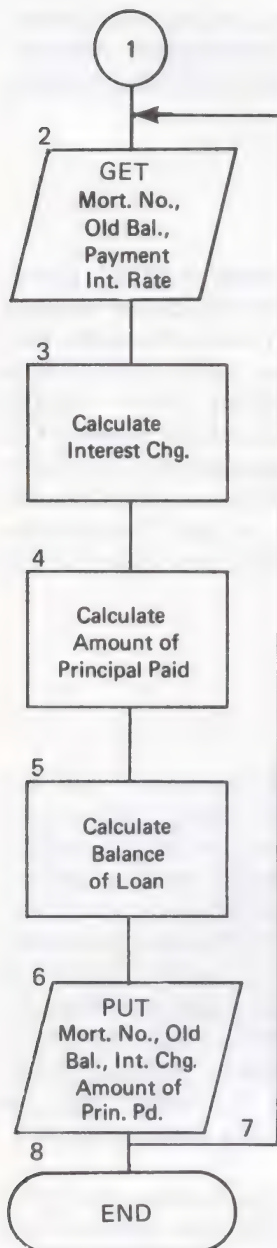 1
2
GET
Mort. No.,
Old Bal.,
Payment
Int. Rate
3
Calculate
Interest Chg.
4
Calculate
Amount of
Principal Paid
5
Calculate
Balance
of Loan
6
PUT
Mort. No., Old
Bal., Int. Chg.
Amount of
Prin. Pd.
7
8
END